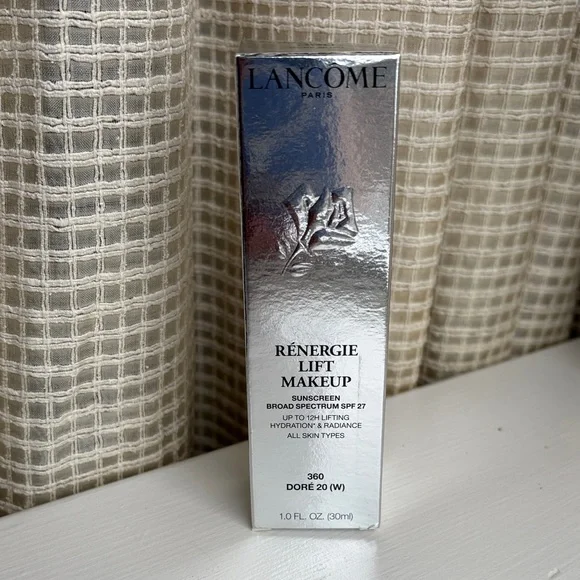 LANCÔME
PARIS
RÉNERGIE
LIFT
MAKEUP
SUNSCREEN
BROAD SPECTRUM SPF 27
UP TO 12H LIFTING
HYDRATION* & RADIANCE
ALL SKIN TYPES
360
DORÉ 20 (W)
1.0 FL. OZ. (30ml)